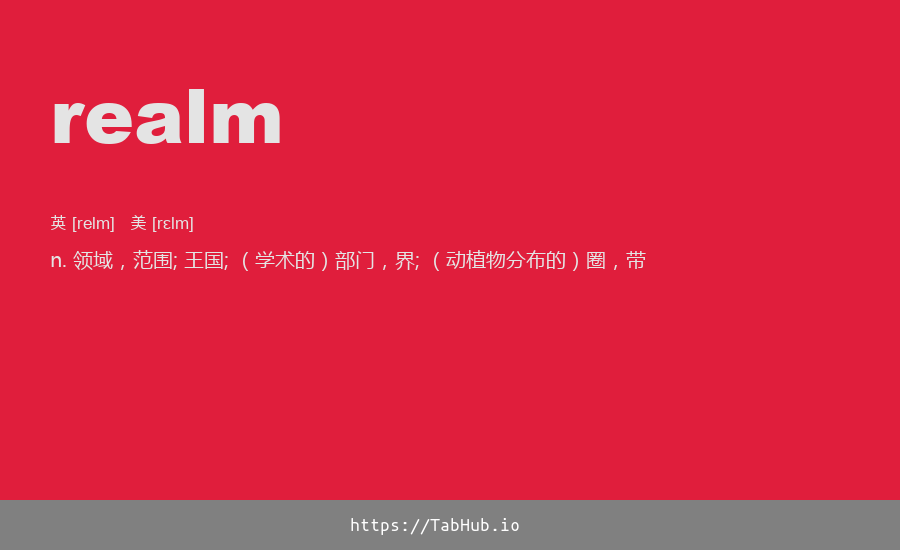 realm
英 [relm] 美 [rɛlm]
n. 领域，范围; 王国; （学术的）部门，界; （动植物分布的）圈，带
https://TabHub.io